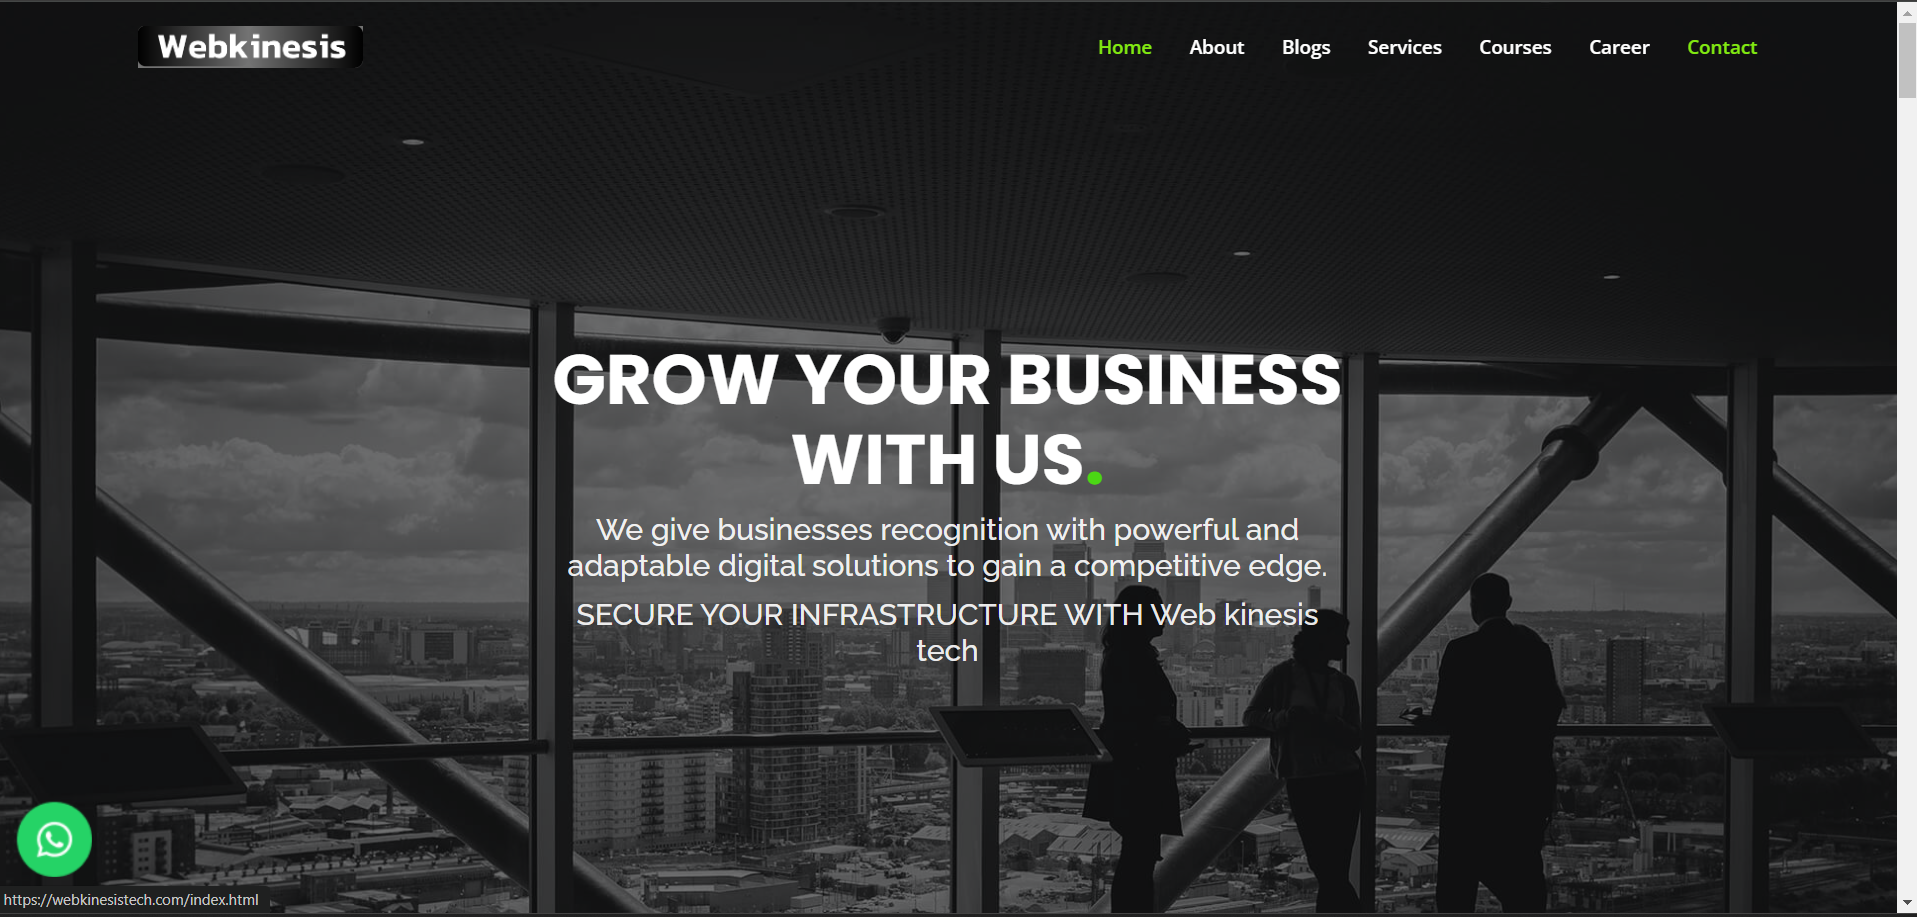 Webkinesis
Home About Blogs Services Courses Career Contact
GROW YOUR BUSINESS
WITH US.
We give businesses recognition with powerful and
adaptable digital solutions to gain a competitive edge.
SECURE YOUR INFRASTRUCTURE WITH Web kinesis
tech
https://webkinesistech.com/index.html